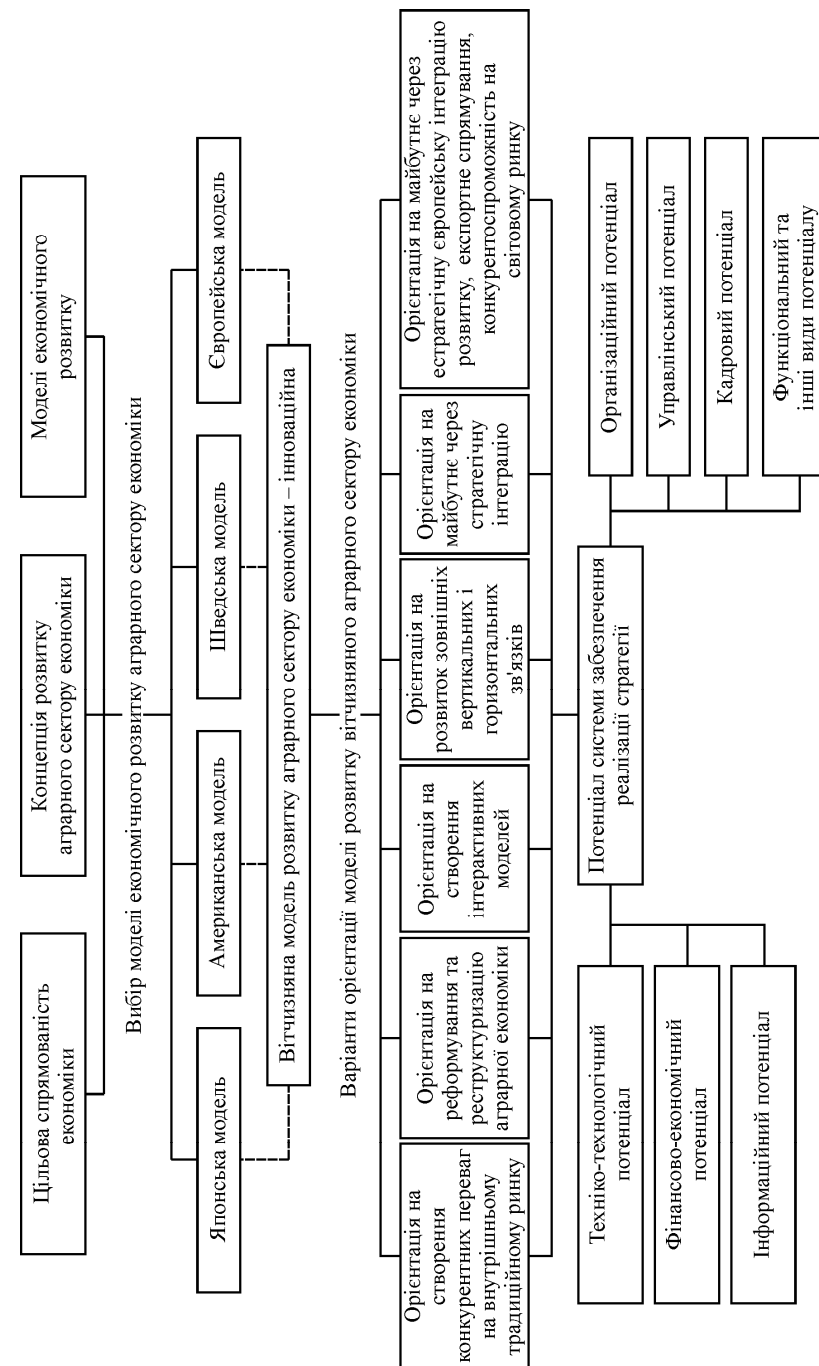 Цільова спрямованість
економіки
Концепція розвитку
аграрного сектору економіки
Моделі економічного
розвитку
Вибір моделі економічного розвитку аграрного сектору економіки
Японська модель
Американська модель
Шведська модель
Європейська модель
Вітчизняна модель розвитку аграрного сектору економіки – інноваційна
Варіанти орієнтації моделі розвитку вітчизняного аграрного сектору економіки
Орієнтація на
створення
конкурентних переваг
на внутрішньому
традиційному ринку
Орієнтація на
реформування та
реструктуризацію
аграрної економіки
Орієнтація на
створення
інтерактивних
моделей
Орієнтація на
розвиток зовнішніх
вертикальних і
горизонтальних
зв'язків
Орієнтація на
майбутнє через
стратегічну
інтеграцію
Орієнтація на майбутнє через
естратегічну європейську інтеграцію
розвитку, експортне спрямування,
конкурентоспроможність на
світовому ринку
Потенціал системи забезпечення
реалізації стратегії
Техніко-технологічний
потенціал
Фінансово-економічний
потенціал
Інформаційний потенціал
Організаційний потенціал
Управлінський потенціал
Кадровий потенціал
Функціональний та
інші види потенціалу